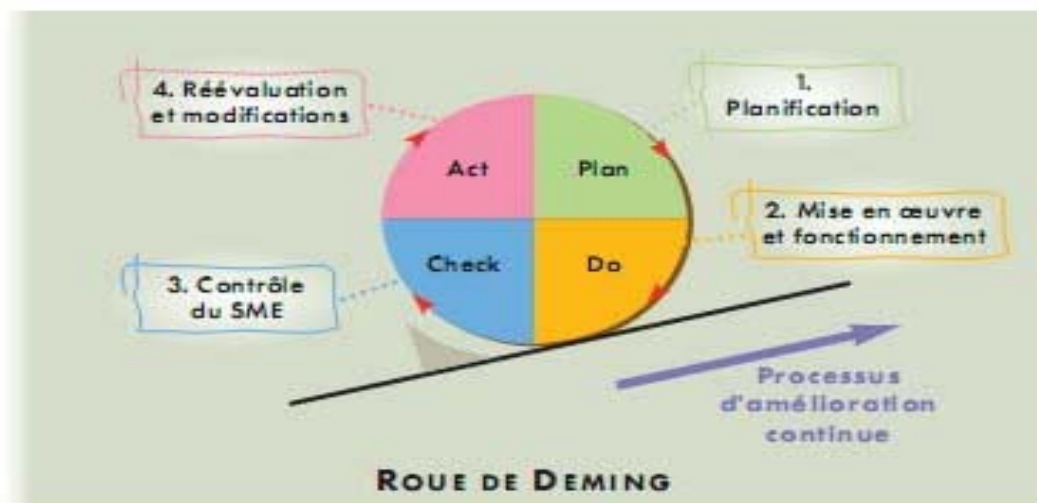 4. Réévaluation
et modifications
1.
Planification
Act
Plan
2. Mise en œuvre
et fonctionnement
Check
Do
3. Contrôle
du SME
Processus
d'amélioration
continue
ROUE DE DEMING